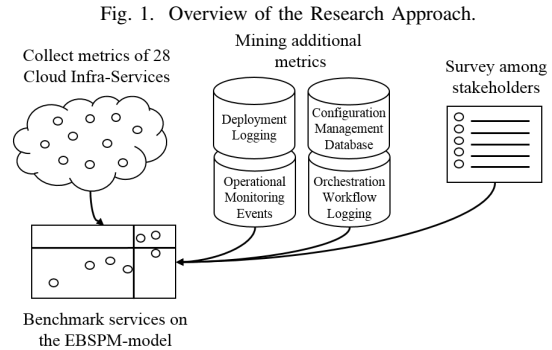 Fig. 1. Overview of the Research Approach.
Collect metrics of 28
Cloud Infra-Services
Mining additional
metrics
Survey among
stakeholders
Deployment
Logging
Configuration
Management
Database
Operational
Monitoring
Events
Orchestration
Workflow
Logging
Benchmark services on
the EBSPM-model